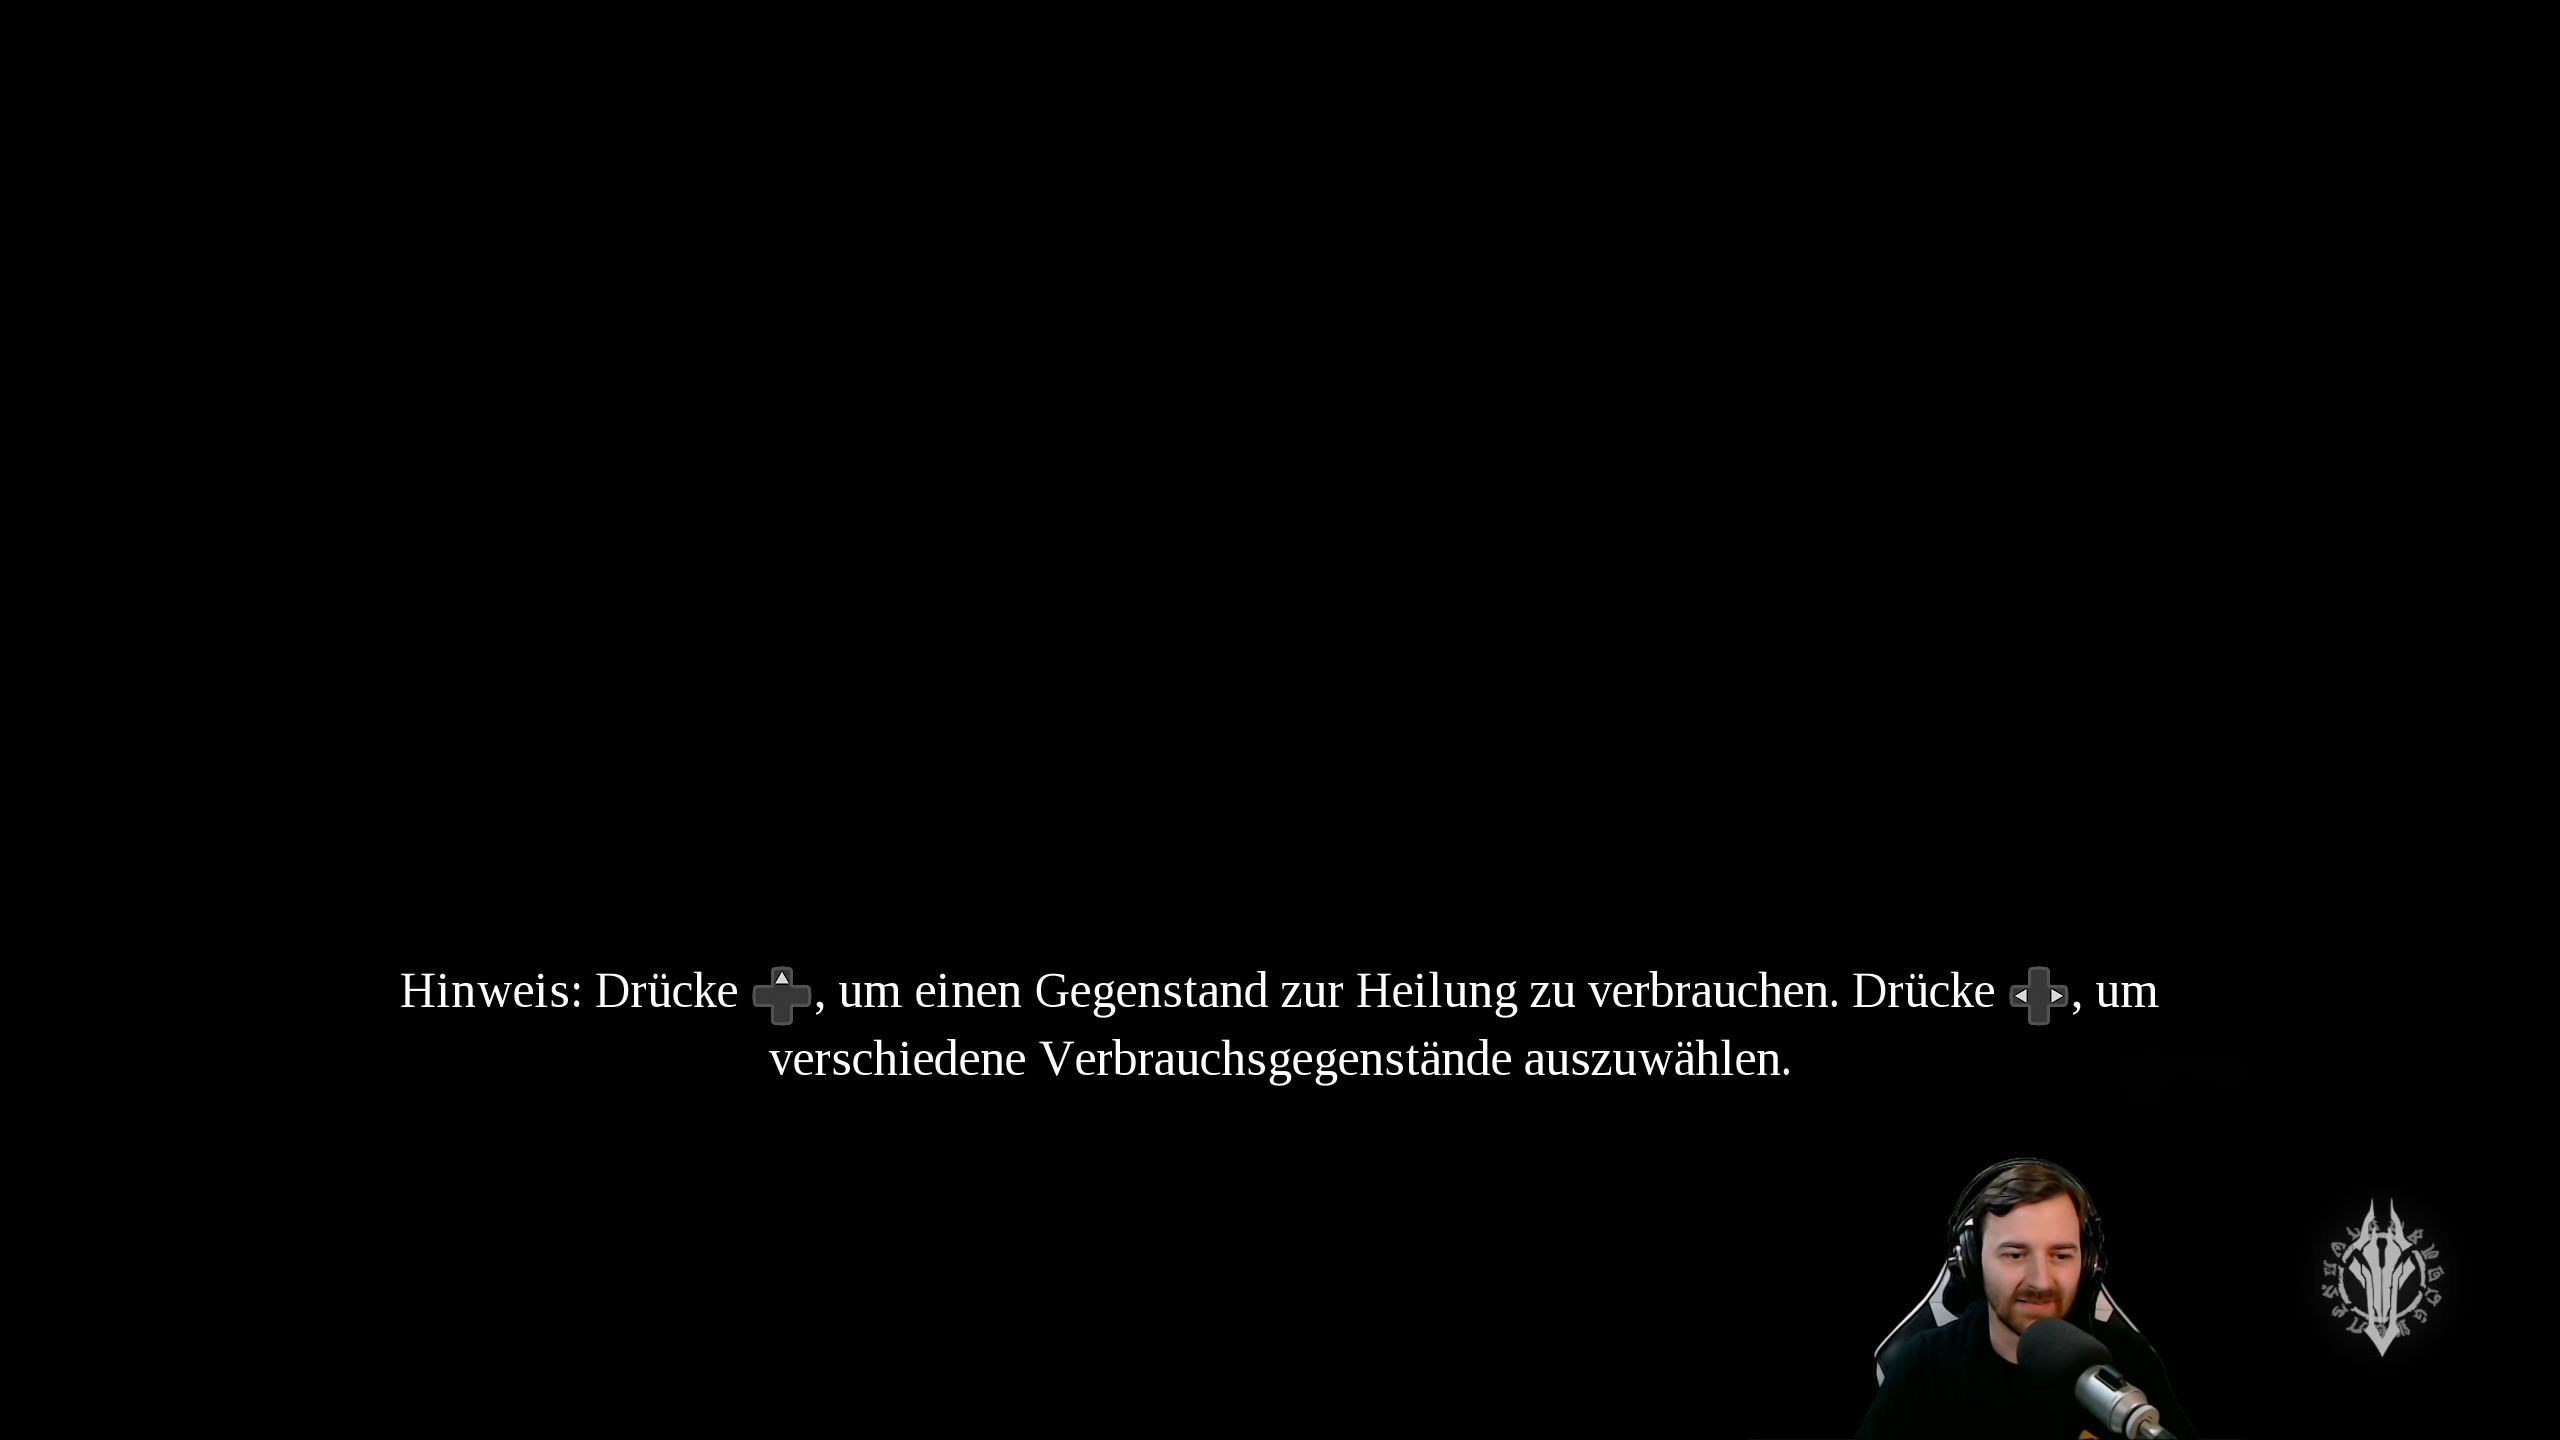 Hinweis: Drücke , um einen Gegenstand zur Heilung zu verbrauchen. Drücke , um
verschiedene Verbrauchsgegenstände auszuwählen.